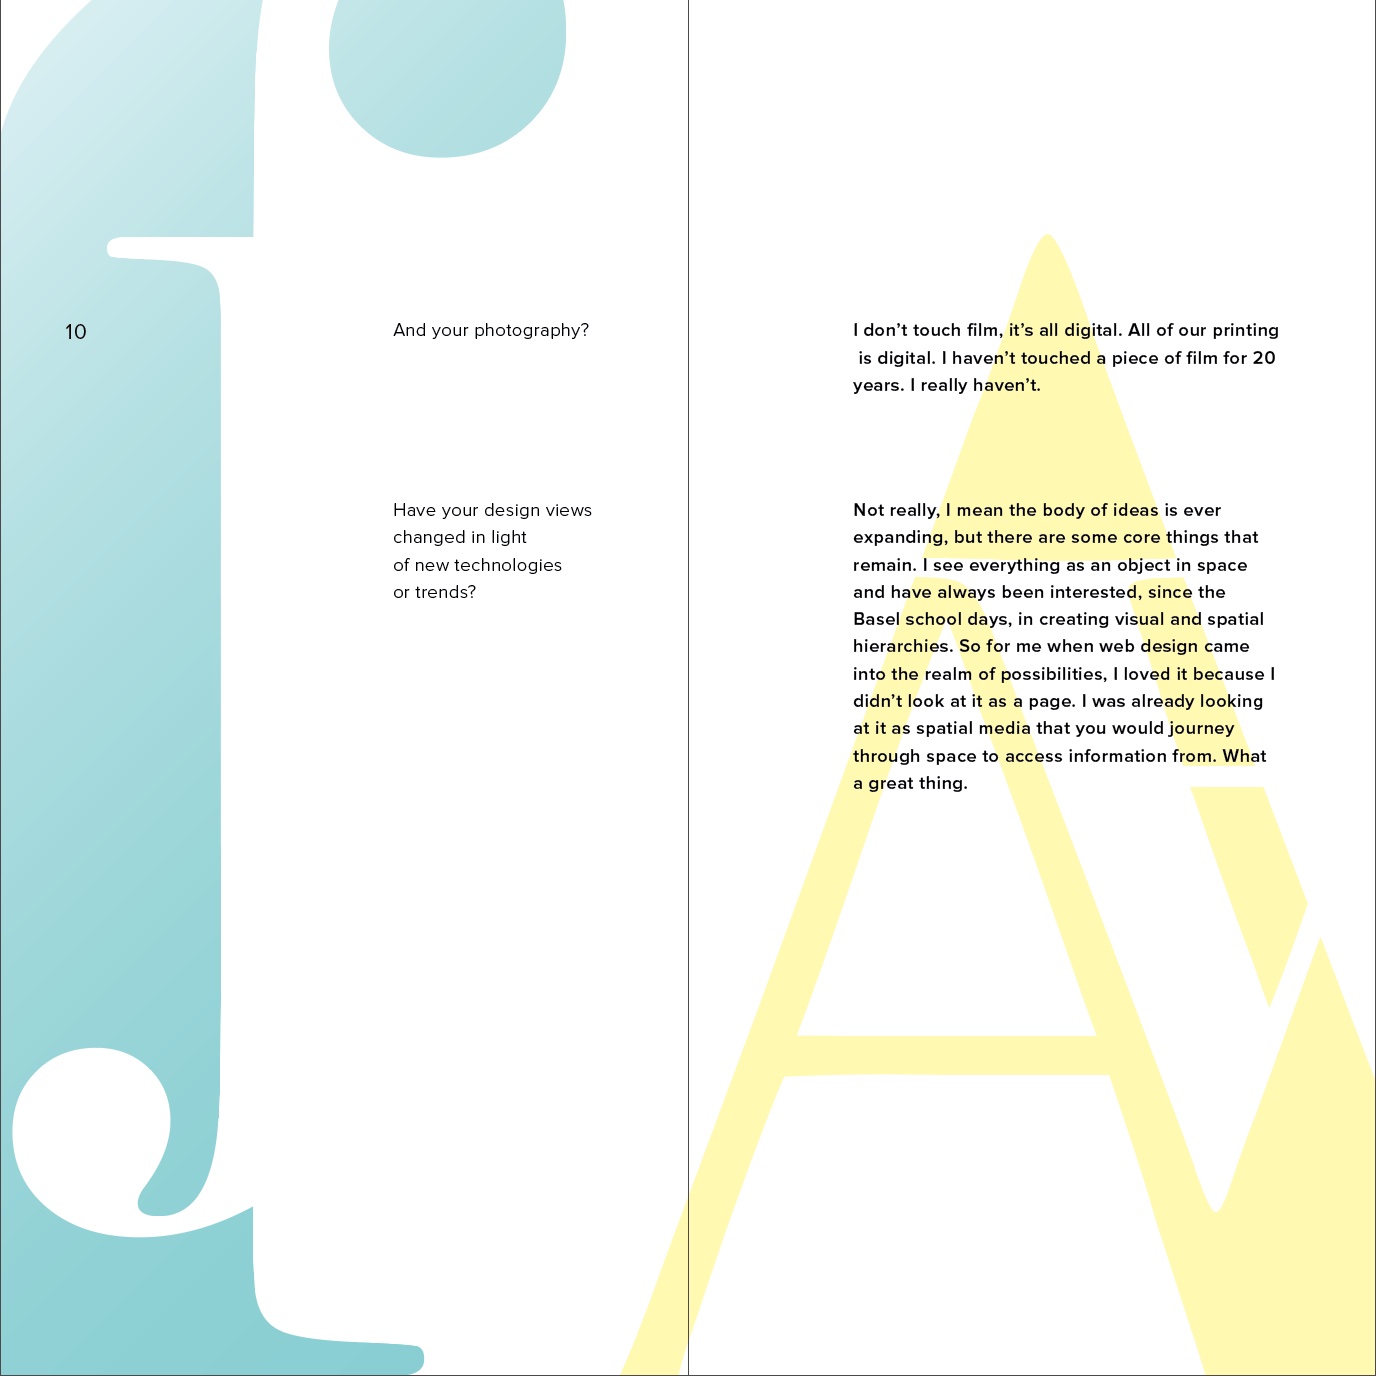 10
And your photography?
I don’t touch film, it’s all digital. All of our printing
is digital. I haven’t touched a piece of film for 20
years. I really haven’t.
Have your design views
changed in light
of new technologies
or trends?
Not really, I mean the body of ideas is ever
expanding, but there are some core things that
remain. I see everything as an object in space
and have always been interested, since the
Basel school days, in creating visual and spatial
hierarchies. So for me when web design came
into the realm of possibilities, I loved it because I
didn’t look at it as a page. I was already looking
at it as spatial media that you would journey
through space to access information from. What
a great thing.